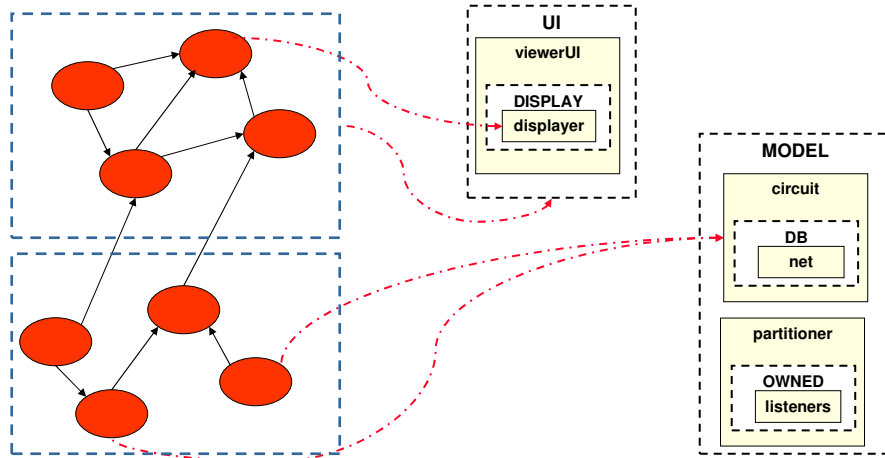 UI
viewerUI
DISPLAY
displayer
MODEL
circuit
DB
net
partitioner
OWNED
listeners